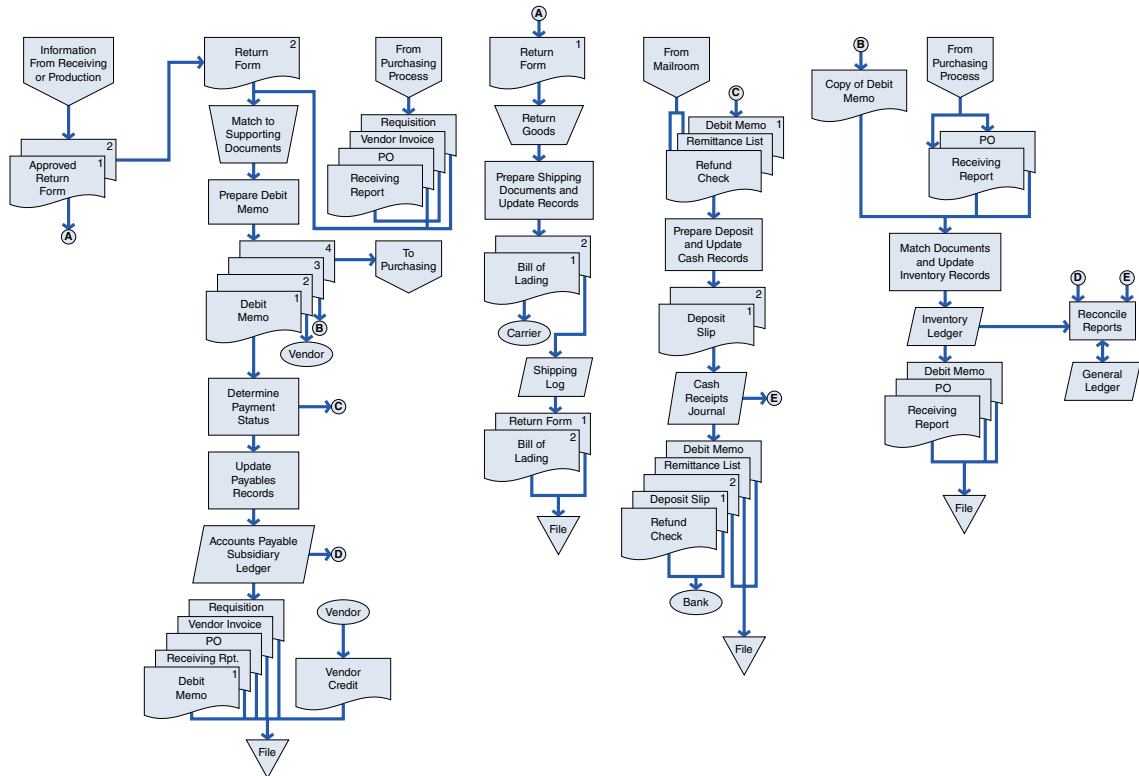 Information
From Receiving
or Production
2
Approved
Return
Form
1
A
2
Return
Form
Match to
Supporting
Documents
Prepare Debit
Memo
4
3
2
Debit
Memo
1
B
Vendor
Determine
Payment
Status
C
Update
Payables
Records
Accounts Payable
Subsidiary
Ledger
D
Requisition
Vendor Invoice
PO
Receiving Rpt.
Debit
Memo
1
File
Vendor
Vendor
Credit
From
Purchasing
Process
Requisition
Vendor Invoice
PO
Receiving
Report
To
Purchasing
A
Return
Form
1
Return
Goods
Prepare Shipping
Documents and
Update Records
2
Bill of
Lading
1
Carrier
Shipping
Log
Return Form 1
Bill of
Lading
2
File
From
Mailroom
C
Debit Memo 1
Remittance List
Refund
Check
Prepare Deposit
and Update
Cash Records
2
Deposit
Slip
1
Cash
Receipts
Journal
E
Debit Memo
Remittance List
2
Deposit Slip 1
Refund
Check
Bank
File
B
Copy of Debit
Memo
From
Purchasing
Process
PO
Receiving
Report
Match Documents
and Update
Inventory Records
Inventory
Ledger
Debit Memo
PO
Receiving
Report
File
D
E
Reconcile
Reports
General
Ledger